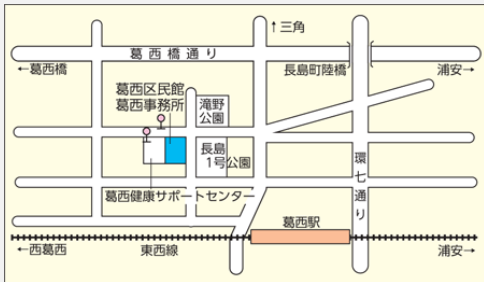 ↑三角
葛西橋通り
←葛西橋
長島町陸橋
浦安→
葛西区民館
葛西事務所
滝野
公園
長島
1号公園
環七通り
葛西健康サポートセンター
葛西駅
←西葛西
東西線
浦安→